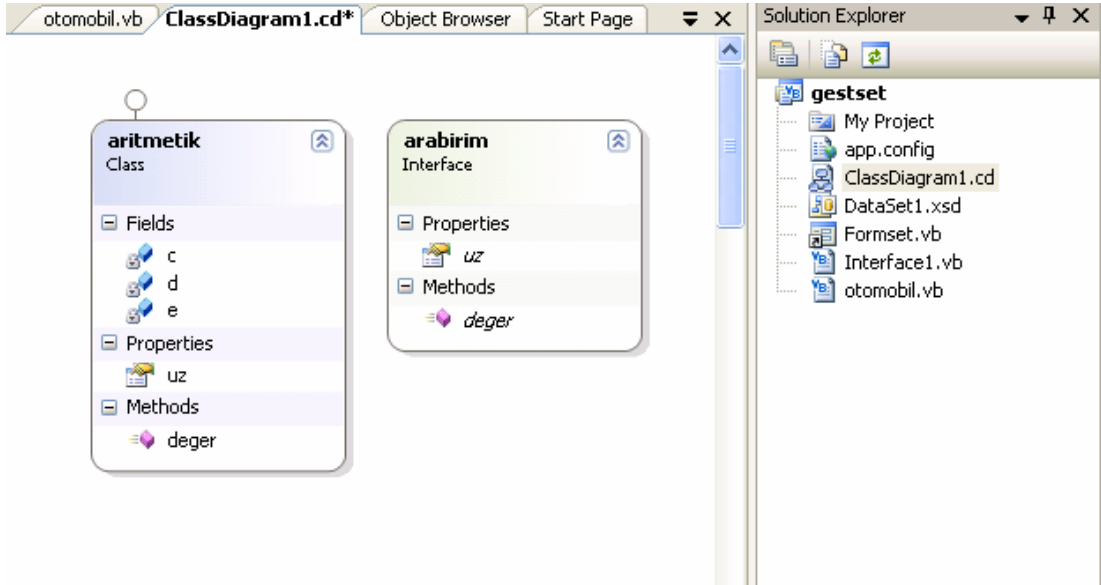 otomobil.vb ClassDiagram1.cd* Object Browser Start Page
aritmetik
Class
Fields
c
d
e
Properties
uz
Methods
deger
arabirim
Interface
Properties
uz
Methods
deger
Solution Explorer
gestset
My Project
app.config
ClassDiagram1.cd
DataSet1.xsd
Formset.vb
Interface1.vb
otomobil.vb